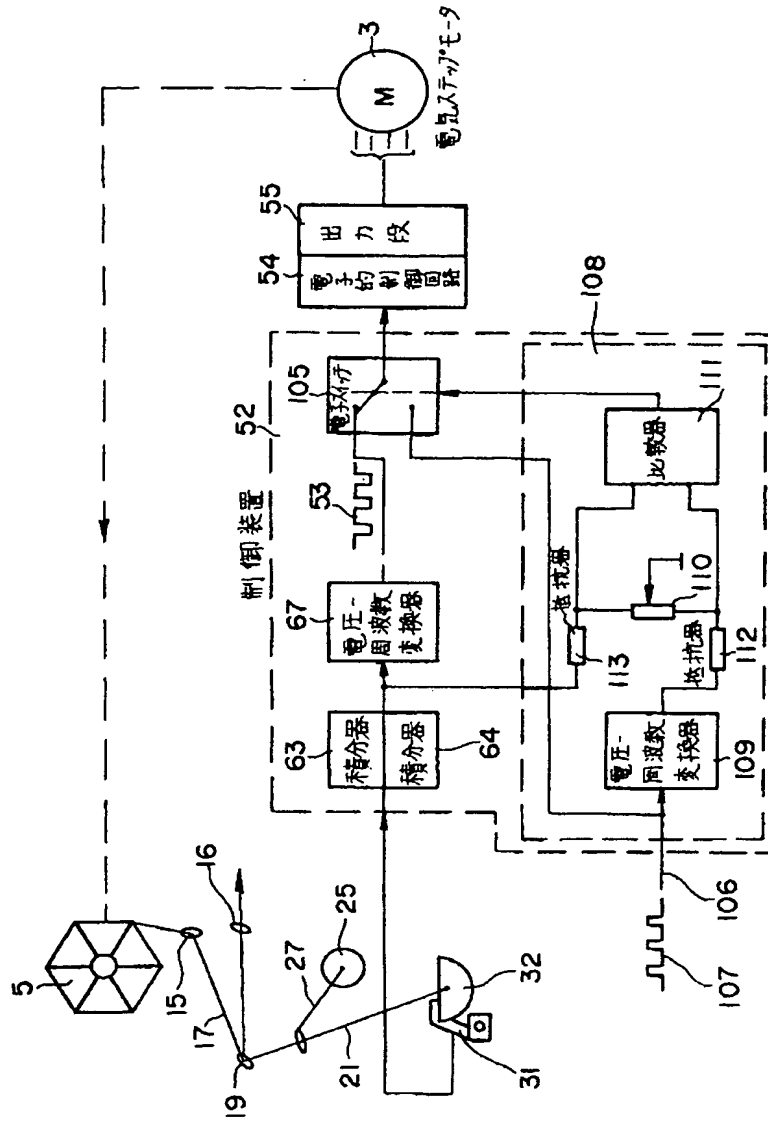 5
15
17
19
16
27
25
21
32
31
制御装置
52
63
積分器
積分器
64
67
電圧-
周波数
変換器
53
105
電子スイッチ
54
電子的制御回路
55
出力段
M
3
電気ステップモータ
107
106
108
電圧-
周波数
変換器
109
113
抵抗器
110
抵抗器
112
比較器
111